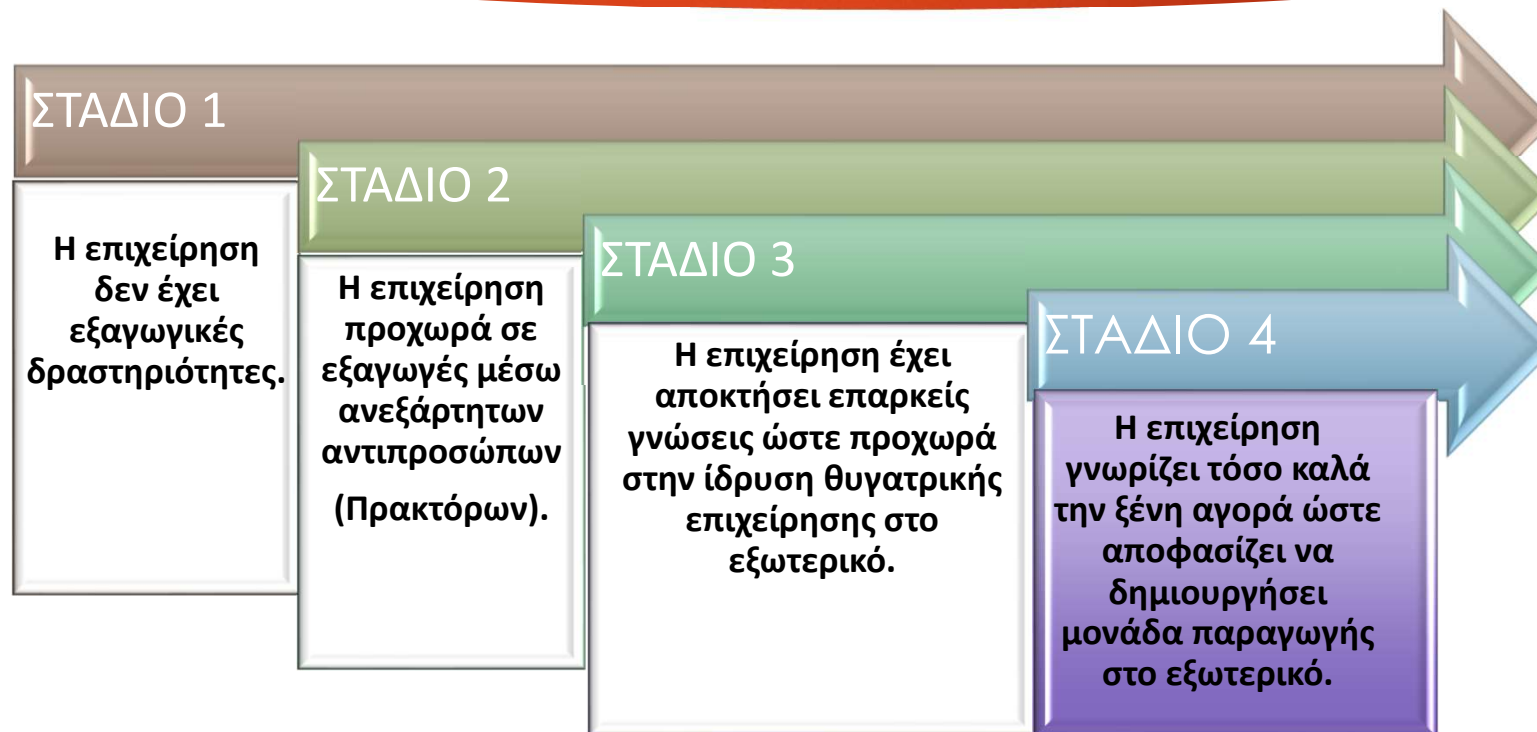 ΣΤΑΔΙΟ 1
Η επιχείρηση
δεν έχει
εξαγωγικές
δραστηριότητες.
ΣΤΑΔΙΟ 2
Η επιχείρηση
προχωρά σε
εξαγωγές μέσω
ανεξάρτητων
αντιπροσώπων
(Πρακτόρων).
ΣΤΑΔΙΟ 3
Η επιχείρηση έχει
αποκτήσει επαρκείς
γνώσεις ώστε προχωρά
στην ίδρυση θυγατρικής
επιχείρησης στο
εξωτερικό.
ΣΤΑΔΙΟ 4
Η επιχείρηση
γνωρίζει τόσο καλά
την ξένη αγορά ώστε
αποφασίζει να
δημιουργήσει
μονάδα παραγωγής
στο εξωτερικό.